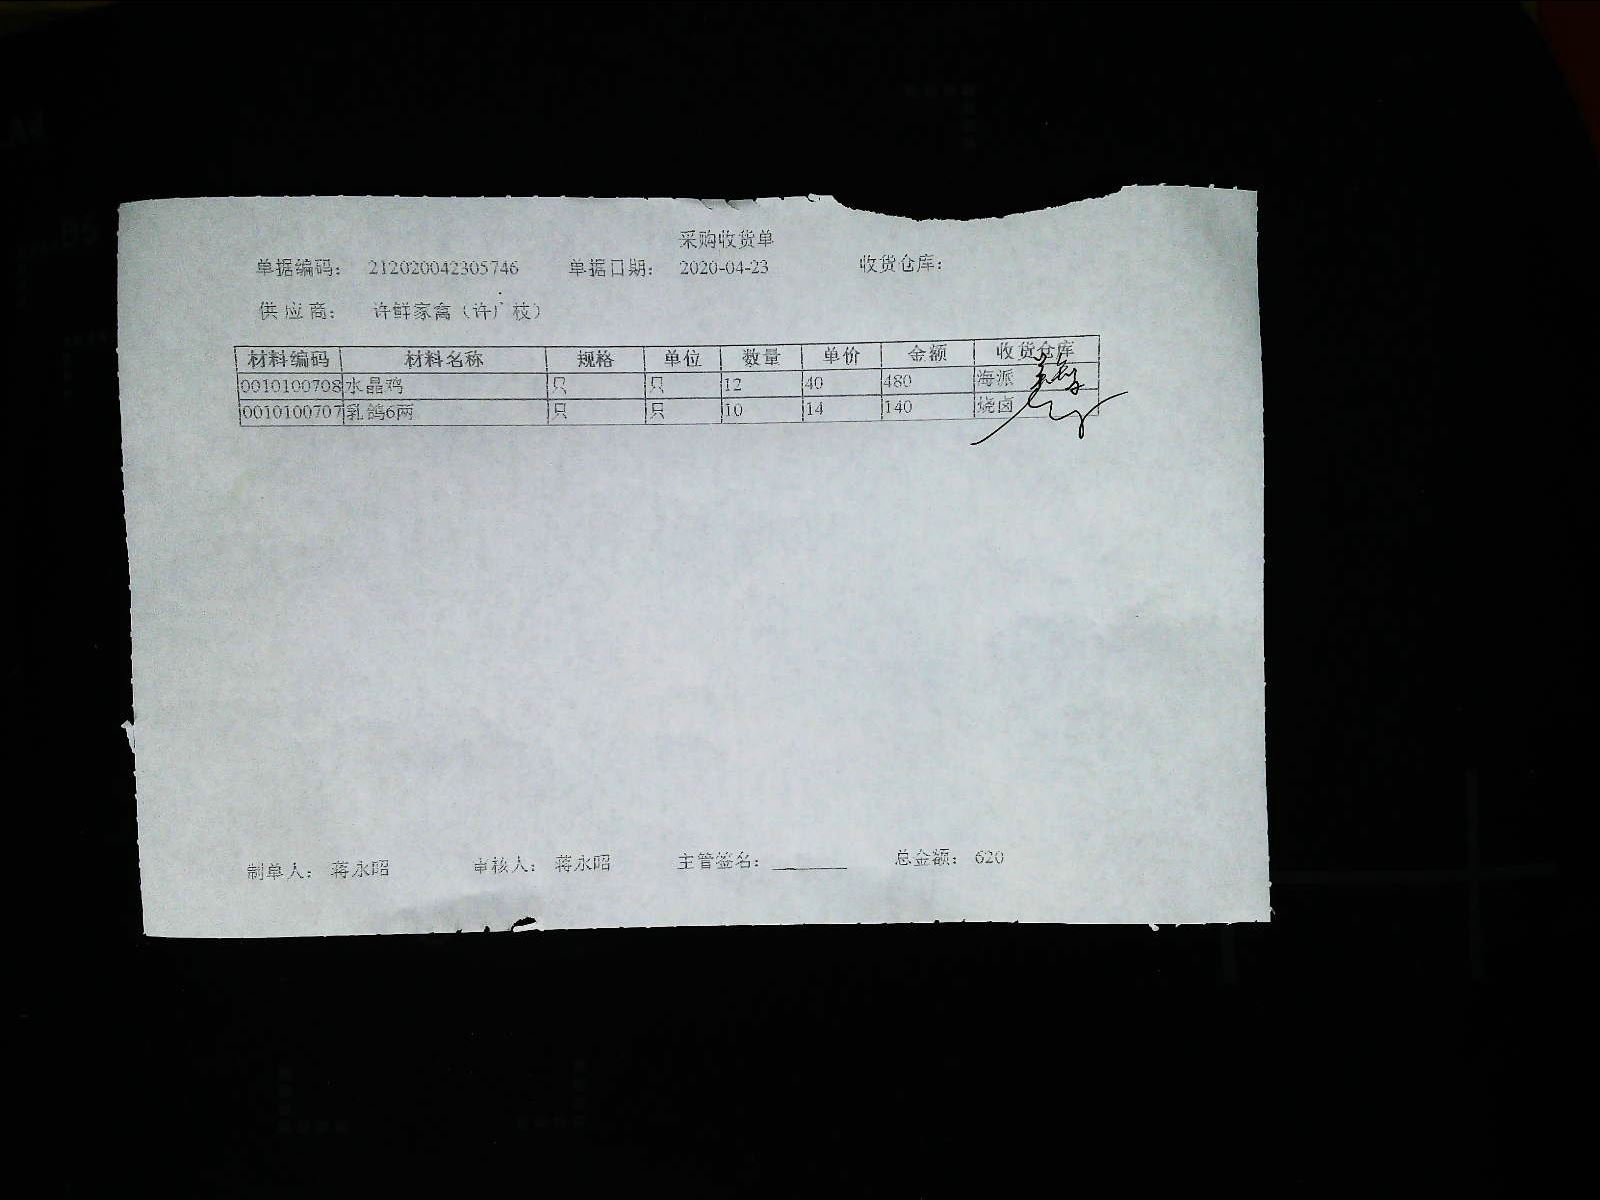 采购收货单
单据编码： 212020042305746 单据日期： 2020-04-23 收货仓库：
供应商： 许鲜家禽（许广枝）
材料编码 材料名称 规格 单位 数量 单价 金额 收货仓库
0010100708 水晶鸡 只 只 12 40 480 海派
0010100707 乳鸽6两 只 只 10 14 140 烧卤
制单人： 蒋永昭 审核人： 蒋永昭 主管签名： 总金额： 620